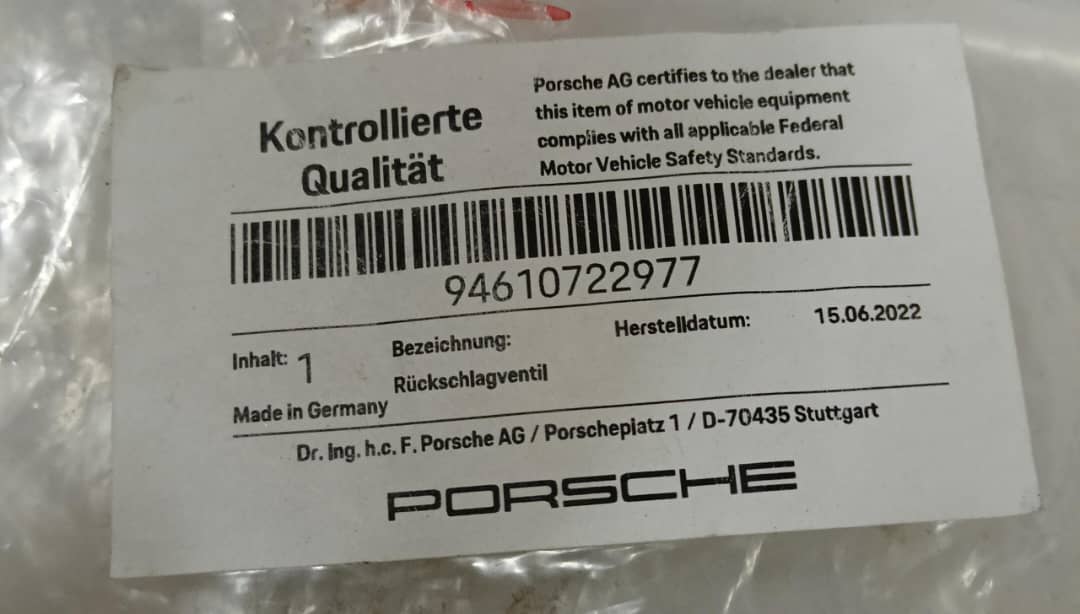 Kontrollierte
Qualität
Porsche AG certifies to the dealer that
this item of motor vehicle equipment
complies with all applicable Federal
Motor Vehicle Safety Standards.
94610722977
Inhalt: 1
Bezeichnung:
Rückschlagventil
Herstelldatum: 15.06.2022
Made in Germany
Dr. Ing. h.c. F. Porsche AG / Porscheplatz 1 / D-70435 Stuttgart
PORSCHE